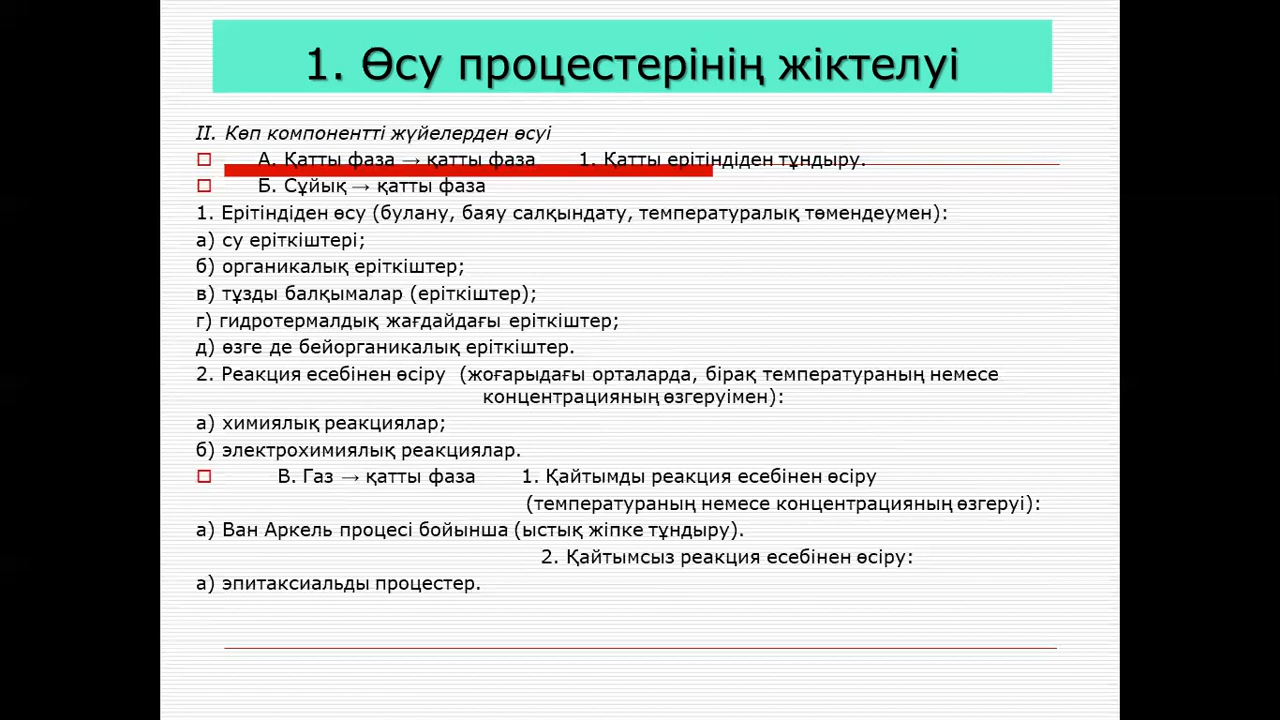 1. Өсу процестерінің жіктелуі
II. Көп компонентті жүйелерден өсуі
А. Қатты фаза → қатты фаза 1. Қатты ерітіндіден тұндыру.
Б. Сұйық → қатты фаза
1. Ерітіндіден өсу (булану, баяу салқындату, температуралық төмендеумен):
а) су еріткіштері;
б) органикалық еріткіштер;
в) тұзды балқымалар (еріткіштер);
г) гидротермалдық жағдайдағы еріткіштер;
д) өзге де бейорганикалық еріткіштер.
2. Реакция есебінен өсіру (жоғарыдағы орталарда, бірақ температураның немесе
концентрацияның өзгеруімен):
а) химиялық реакциялар;
б) электрохимиялық реакциялар.
В. Газ → қатты фаза 1. Қайтымды реакция есебінен өсіру
(температураның немесе концентрацияның өзгеруі):
а) Ван Аркель процесі бойынша (ыстық жіпке тұндыру).
2. Қайтымсыз реакция есебінен өсіру:
а) эпитаксиальды процестер.